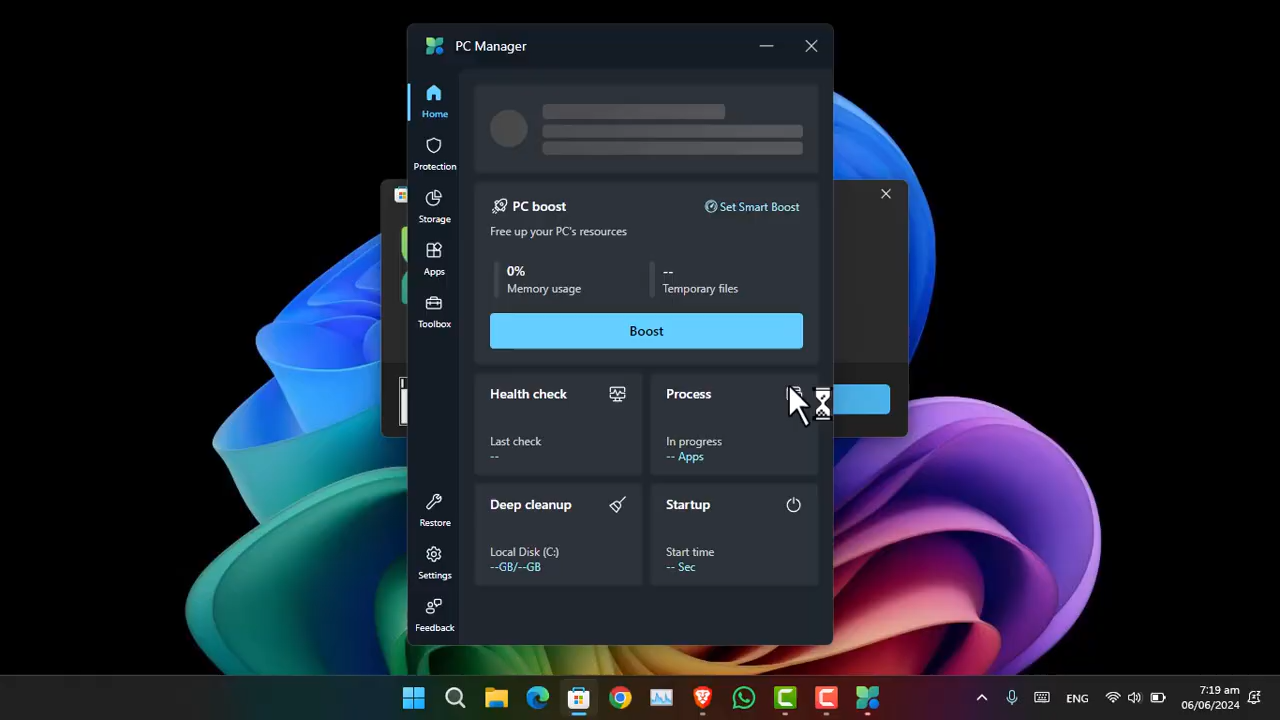 PC Manager
Home
Protection
Storage
Apps
Toolbox
Restore
Settings
Feedback
PC boost
Set Smart Boost
Free up your PC's resources
0%
Memory usage
--
Temporary files
Boost
Health check
Last check
--
Process
In progress
-- Apps
Deep cleanup
Local Disk (C:)
--GB/--GB
Startup
Start time
-- Sec
ENG
7:19 am
06/06/2024